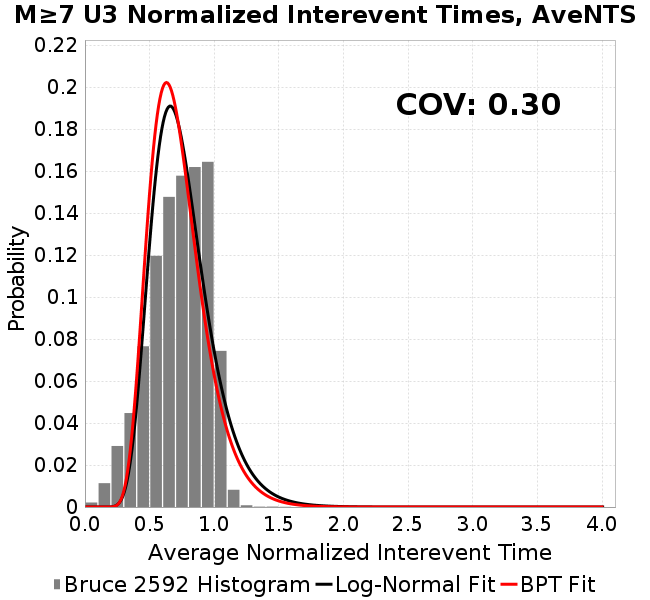 M≥7 U3 Normalized Interevent Times, AveNTS
COV: 0.30
Probability
0.22
0.2
0.18
0.16
0.14
0.12
0.1
0.08
0.06
0.04
0.02
0
0.0 0.5 1.0 1.5 2.0 2.5 3.0 3.5 4.0
Average Normalized Interevent Time
Bruce 2592 Histogram Log-Normal Fit BPT Fit